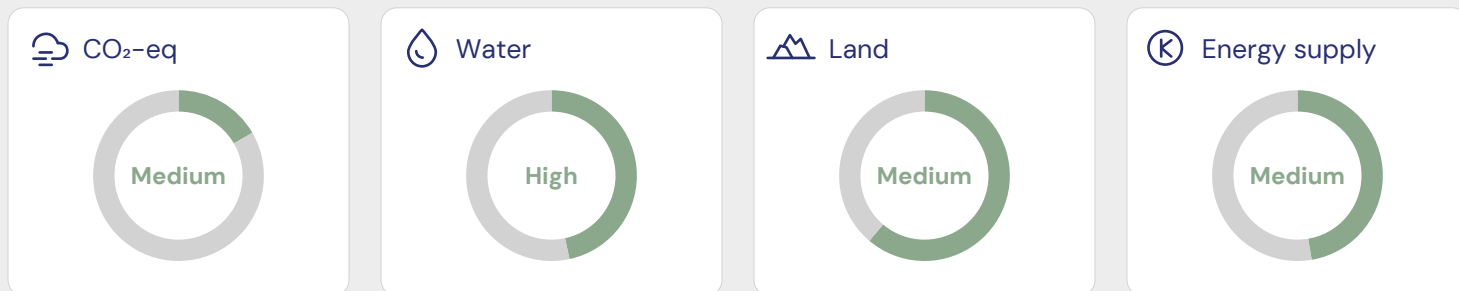 CO₂-eq
Medium
Water
High
Land
Medium
Energy supply
Medium